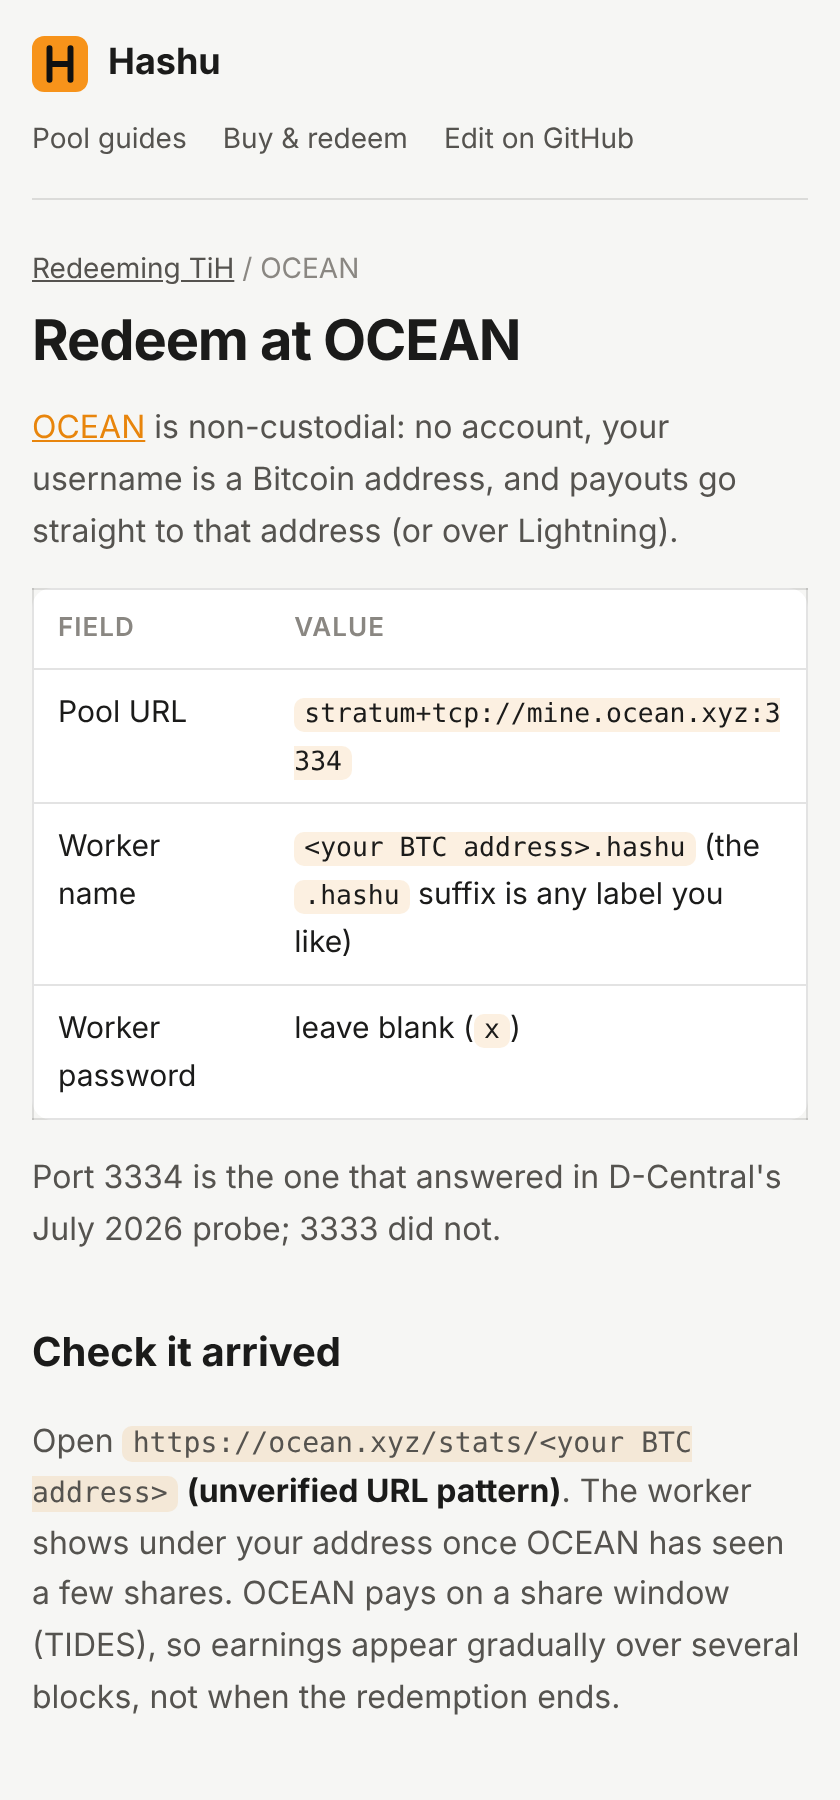 H Hashu
Pool guides Buy & redeem Edit on GitHub
Redeeming TiH / OCEAN
Redeem at OCEAN
OCEAN is non-custodial: no account, your
username is a Bitcoin address, and payouts go
straight to that address (or over Lightning).
FIELD VALUE
Pool URL stratum+tcp://mine.ocean.xyz:3
334
Worker <your BTC address>.hashu (the
name .hashu suffix is any label you
like)
Worker leave blank (x)
password
Port 3334 is the one that answered in D-Central's
July 2026 probe; 3333 did not.
Check it arrived
Open https://ocean.xyz/stats/<your BTC
address> (unverified URL pattern). The worker
shows under your address once OCEAN has seen
a few shares. OCEAN pays on a share window
(TIDES), so earnings appear gradually over several
blocks, not when the redemption ends.